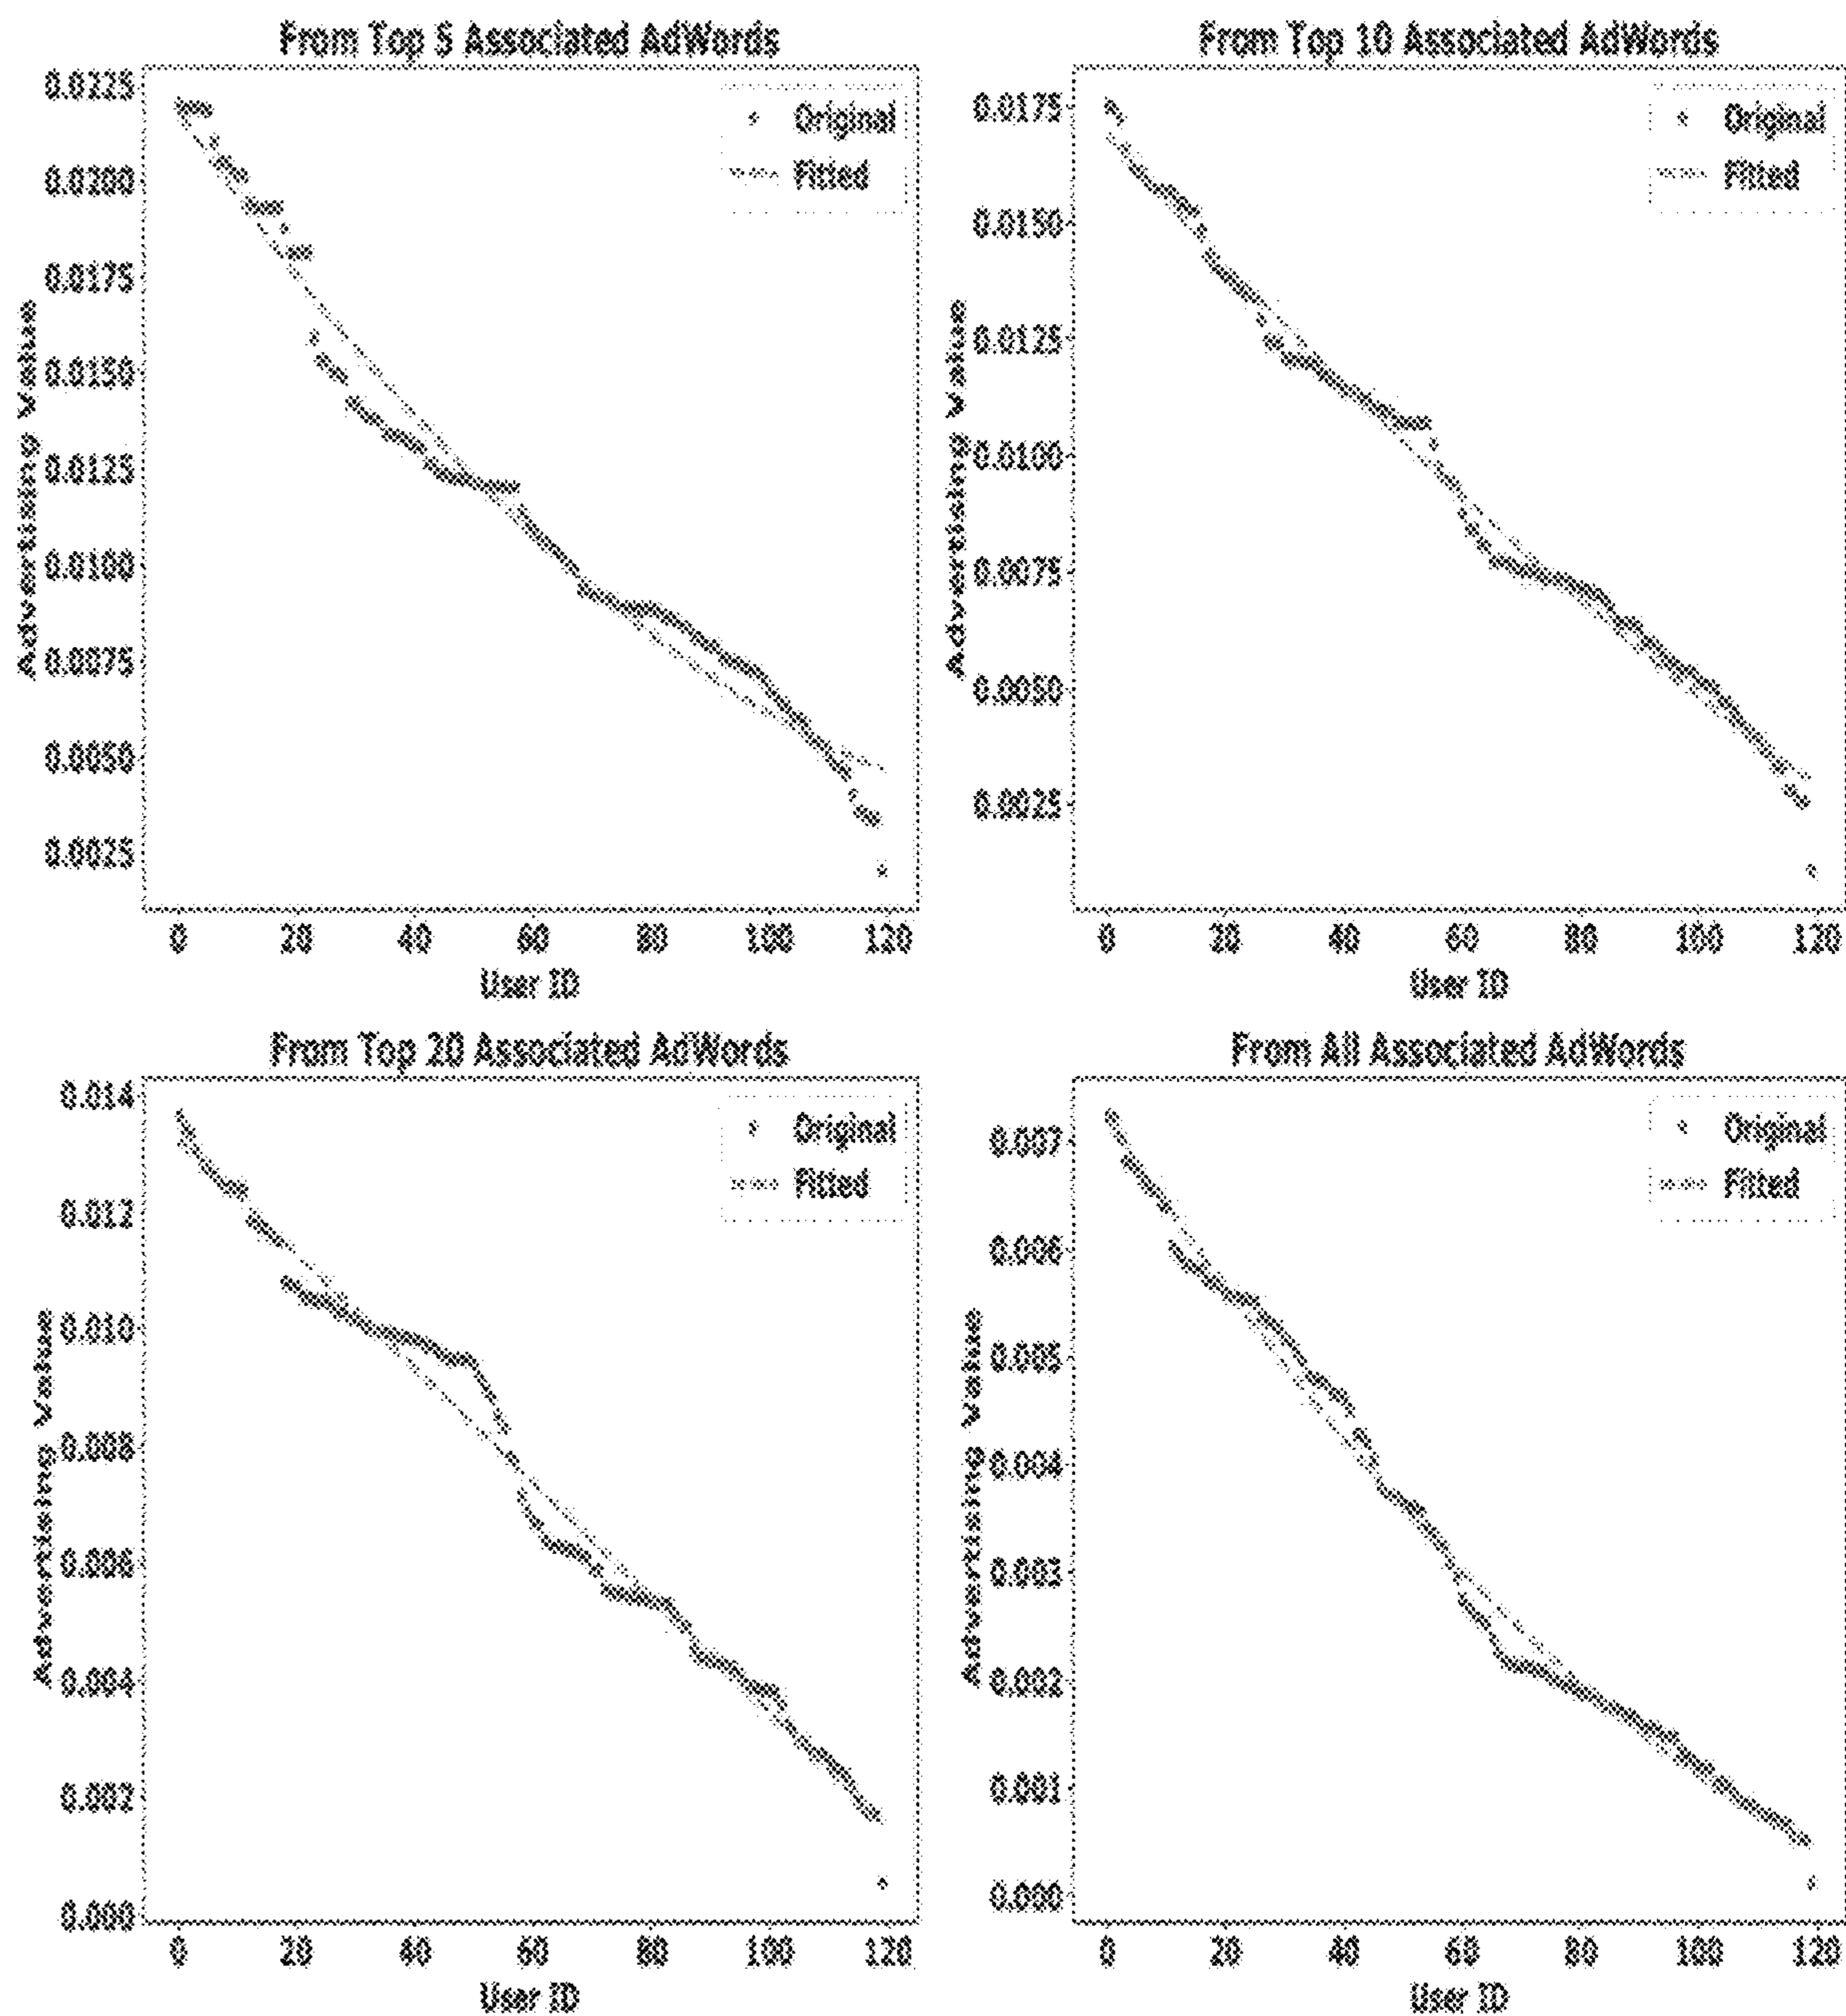 From Top 5 Associated AdWords
0.0225
0.0200
0.0175
0.0150
0.0125
0.0100
0.0075
0.0050
0.0025
Advertising Value
Original
Fitted
0 20 40 60 80 100 120
User ID
From Top 10 Associated AdWords
0.0175
0.0150
0.0125
0.0100
0.0075
0.0050
0.0025
Advertising Value
Original
Fitted
0 20 40 60 80 100 120
User ID
From Top 20 Associated AdWords
0.014
0.012
0.010
0.008
0.006
0.004
0.002
0.000
Advertising Value
Original
Fitted
0 20 40 60 80 100 120
User ID
From All Associated AdWords
0.007
0.006
0.005
0.004
0.003
0.002
0.001
0.000
Advertising Value
Original
Fitted
0 20 40 60 80 100 120
User ID